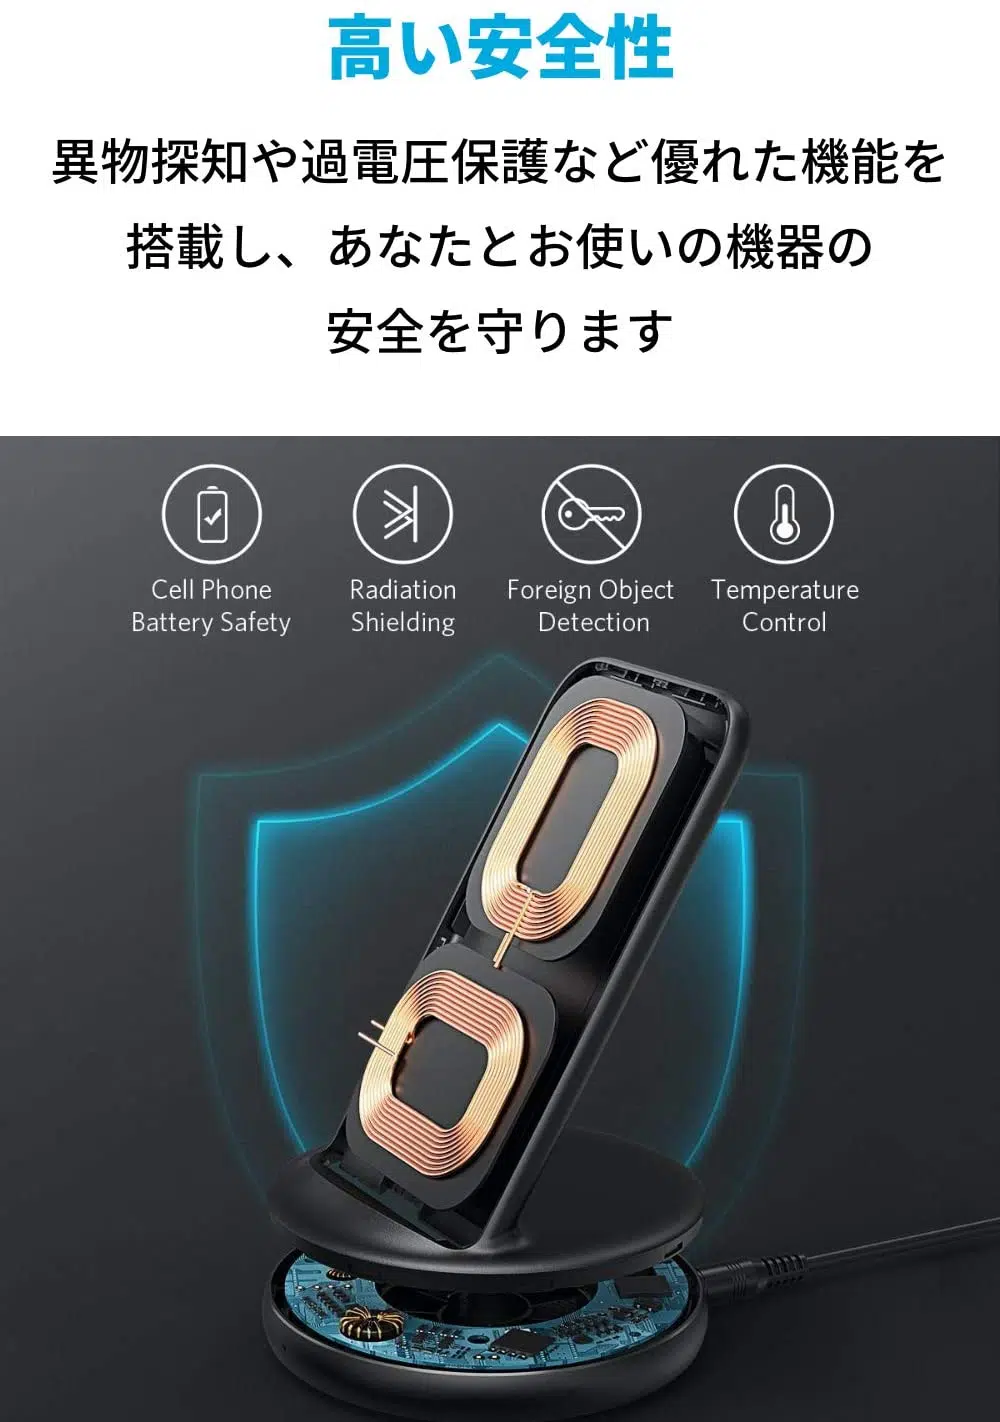 高い安全性
異物探知や過電圧保護など優れた機能を
搭載し、あなたとお使いの機器の
安全を守ります
Cell Phone
Battery Safety
Radiation
Shielding
Foreign Object
Detection
Temperature
Control